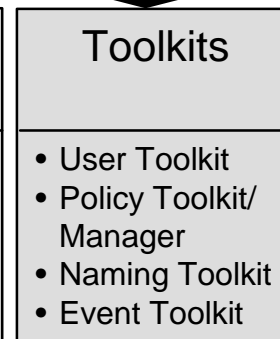 Toolkits
• User Toolkit
• Policy Toolkit/
Manager
• Naming Toolkit
• Event Toolkit